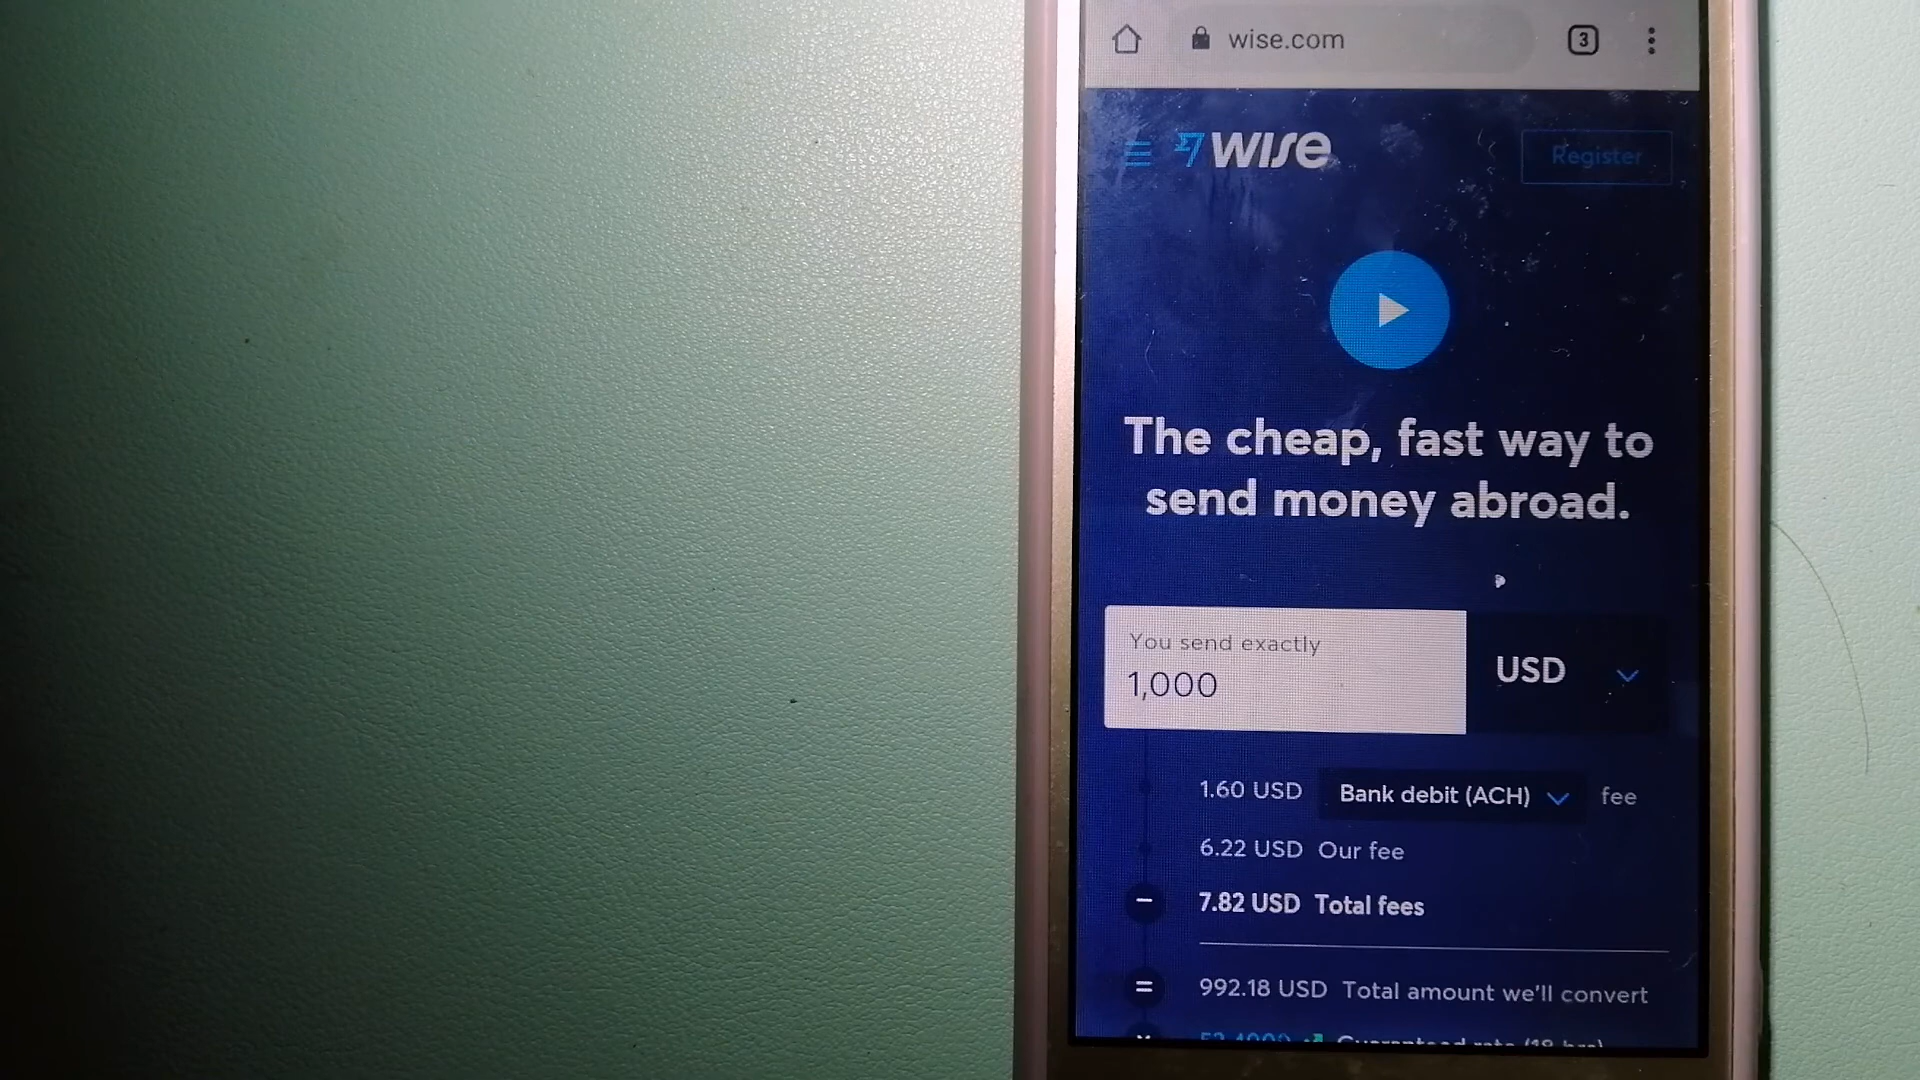 3
wise.com
wise
Register
The cheap, fast way to
send money abroad.
You send exactly
1,000
USD
1.60 USD Bank debit (ACH) fee
6.22 USD Our fee
7.82 USD Total fees
992.18 USD Total amount we'll convert
Guaranteed rate